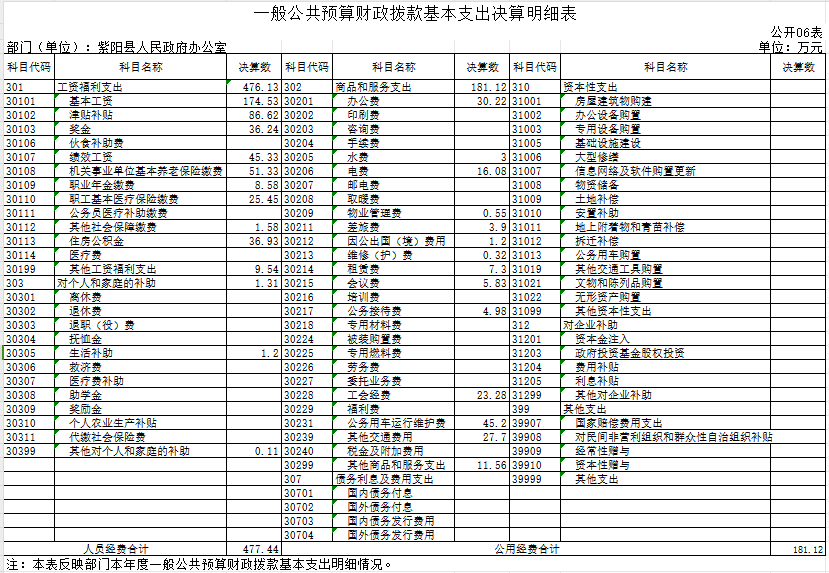 一般公共预算财政拨款基本支出决算明细表
公开06表
部门（单位）：紫阳县人民政府办公室 单位：万元
科目代码 科目名称 决算数 科目代码 科目名称 决算数 科目代码 科目名称 决算数
301 工资福利支出 476.13 302 商品和服务支出 181.12 310 资本性支出
30101 基本工资 174.53 30201 办公费 30.22 31001 房屋建筑物购建
30102 津贴补贴 86.62 30202 印刷费 31002 办公设备购置
30103 奖金 36.24 30203 咨询费 31003 专用设备购置
30106 伙食补助费 30204 手续费 31005 基础设施建设
30107 绩效工资 45.33 30205 水费 3 31006 大型修缮
30108 机关事业单位基本养老保险缴费 51.33 30206 电费 16.08 31007 信息网络及软件购置更新
30109 职业年金缴费 8.58 30207 邮电费 31008 物资储备
30110 职工基本医疗保险缴费 25.45 30208 取暖费 31009 土地补偿
30111 公务员医疗补助缴费 30209 物业管理费 0.55 31010 安置补助
30112 其他社会保障缴费 1.58 30211 差旅费 3.9 31011 地上附着物和青苗补偿
30113 住房公积金 36.93 30212 因公出国（境）费用 1.2 31012 拆迁补偿
30114 医疗费 30213 维修（护）费 0.32 31013 公务用车购置
30199 其他工资福利支出 9.54 30214 租赁费 7.3 31019 其他交通工具购置
303 对个人和家庭的补助 1.31 30215 会议费 5.83 31021 文物和陈列品购置
30301 离休费 30216 培训费 31022 无形资产购置
30302 退休费 30217 公务接待费 4.98 31099 其他资本性支出
30303 退职（役）费 30218 专用材料费 312 对企业补助
30304 抚恤金 30224 被装购置费 31201 资本金注入
30305 生活补助 1.2 30225 专用燃料费 31203 政府投资基金股权投资
30306 救济费 30226 劳务费 31204 费用补贴
30307 医疗费补助 30227 委托业务费 31205 利息补贴
30308 助学金 30228 工会经费 23.28 31299 其他对企业补助
30309 奖励金 30229 福利费 399 其他支出
30310 个人农业生产补贴 30231 公务用车运行维护费 45.2 39907 国家赔偿费用支出
30311 代缴社会保险费 30239 其他交通费用 27.7 39908 对民间非营利组织和群众性自治组织补贴
30399 其他对个人和家庭的补助 0.11 30240 税金及附加费用 39909 经常性赠与
30299 其他商品和服务支出 11.56 39910 资本性赠与
307 债务利息及费用支出 39999 其他支出
30701 国内债务付息
30702 国外债务付息
30703 国内债务发行费用
30704 国外债务发行费用
人员经费合计 477.44 公用经费合计 181.12
注：本表反映部门本年度一般公共预算财政拨款基本支出明细情况。